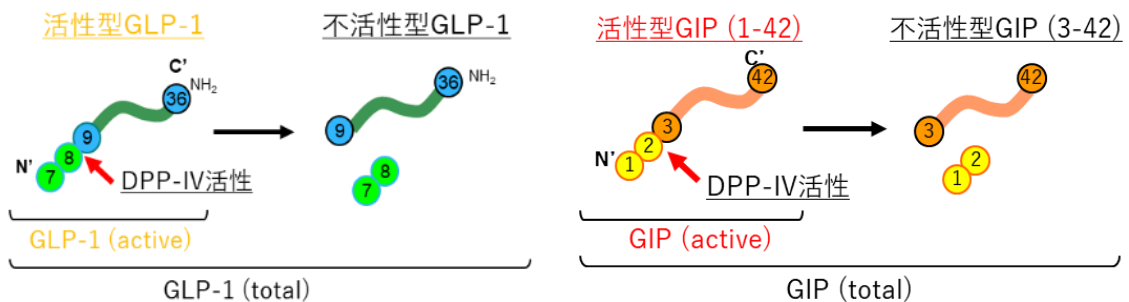 活性型GLP-1
不活性型GLP-1
C’
36
NH2
9
8
7
N’
DPP-IV活性
36
NH2
9
8
7
GLP-1 (active)
GLP-1 (total)
活性型GIP (1-42)
不活性型GIP (3-42)
C’
42
3
2
1
N’
DPP-IV活性
42
3
2
1
GIP (active)
GIP (total)